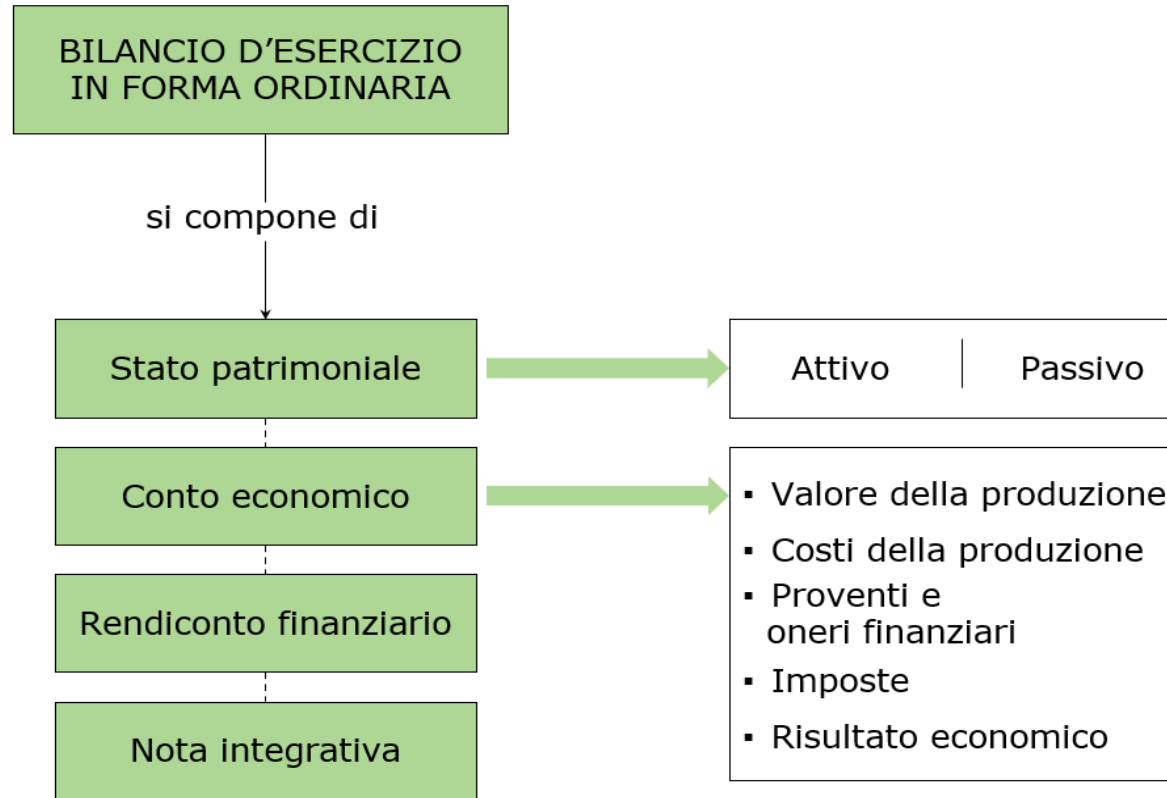 BILANCIO D’ESERCIZIO
IN FORMA ORDINARIA
si compone di
Stato patrimoniale
Attivo
Passivo
Conto economico
▪ Valore della produzione
▪ Costi della produzione
▪ Proventi e
oneri finanziari
▪ Imposte
▪ Risultato economico
Rendiconto finanziario
Nota integrativa